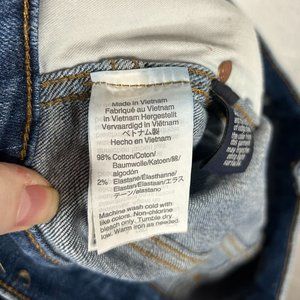 Made in Vietnam
Fabriqué au Vietnam
in Vietnam Hergestellt
Vervaardigd in Vietnam
ベトナム製
Hecho en Vietnam
98% Cotton/Coton/
Baumwolle/Katoen/綿/
algodón
2% Elastane/Élasthanne/
Elastan/Elastaan/エラス
テーン/elastano
Machine wash cold with
like colors. Non-chlorine
bleach only. Tumble dry
low. Warm iron as needed.